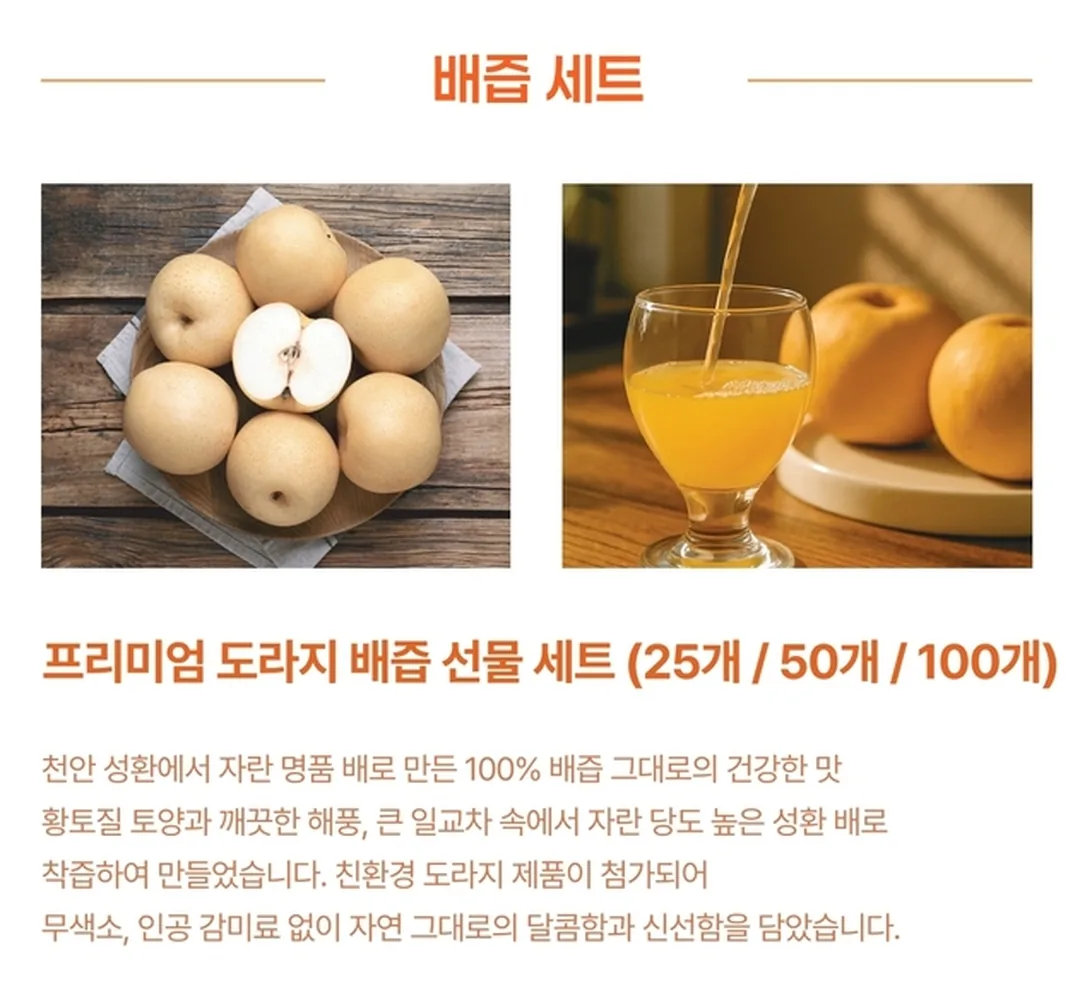 배즙 세트
프리미엄 도라지 배즙 선물 세트 (25개 / 50개 / 100개)
천안 성환에서 자란 명품 배로 만든 100% 배즙 그대로의 건강한 맛
황토질 토양과 깨끗한 해풍, 큰 일교차 속에서 자란 당도 높은 성환 배로
착즙하여 만들었습니다. 친환경 도라지 제품이 첨가되어
무색소, 인공 감미료 없이 자연 그대로의 달콤함과 신선함을 담았습니다.